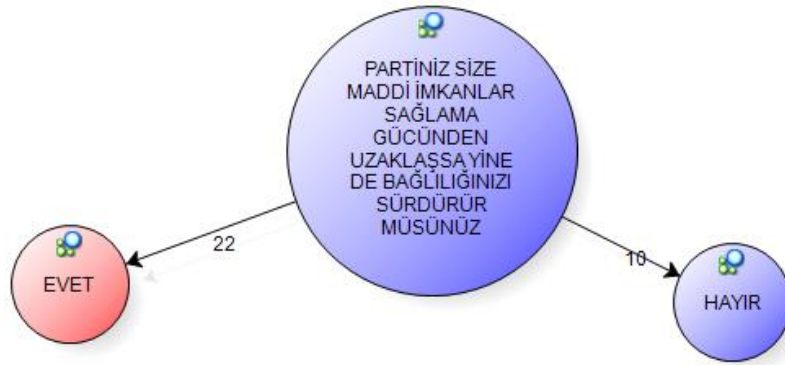 PARTİNİZ SİZE
MADDİ İMKANLAR
SAĞLAMA
GÜCÜNDEN
UZAKLAŞSA YİNE
DE BAĞLILIĞINIZI
SÜRDÜRÜR
MÜSÜNÜZ
22
10
EVET
HAYIR